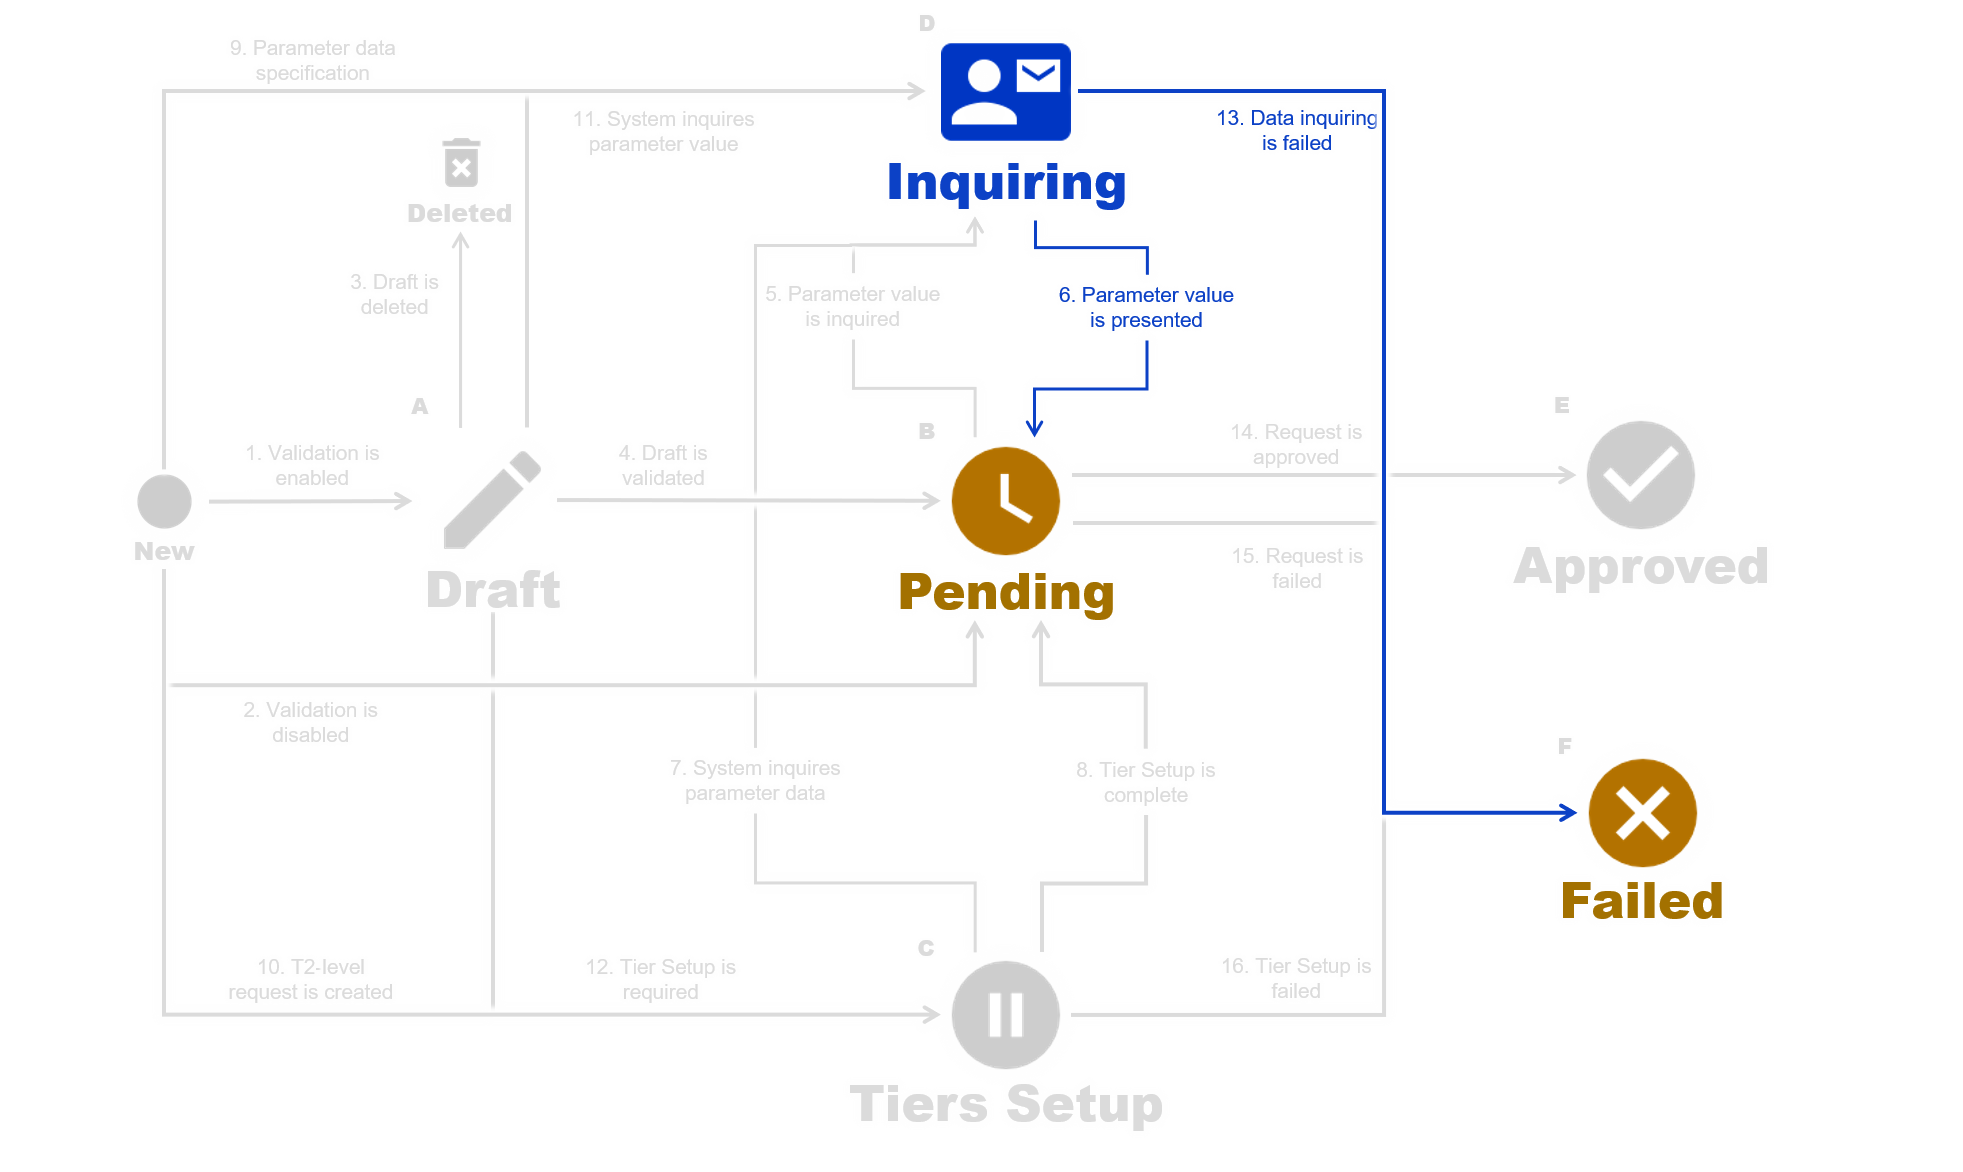 D
9. Parameter data
specification
11. System inquires
parameter value
13. Data inquiring
is failed
Inquiring
Deleted
3. Draft is
deleted
5. Parameter value
is inquired
6. Parameter value
is presented
A
B
E
1. Validation is
enabled
4. Draft is
validated
14. Request is
approved
New
Draft
Pending
15. Request is
failed
Approved
2. Validation is
disabled
7. System inquires
parameter data
8. Tier Setup is
complete
F
Failed
C
10. T2-level
request is created
12. Tier Setup is
required
16. Tier Setup is
failed
Tiers Setup